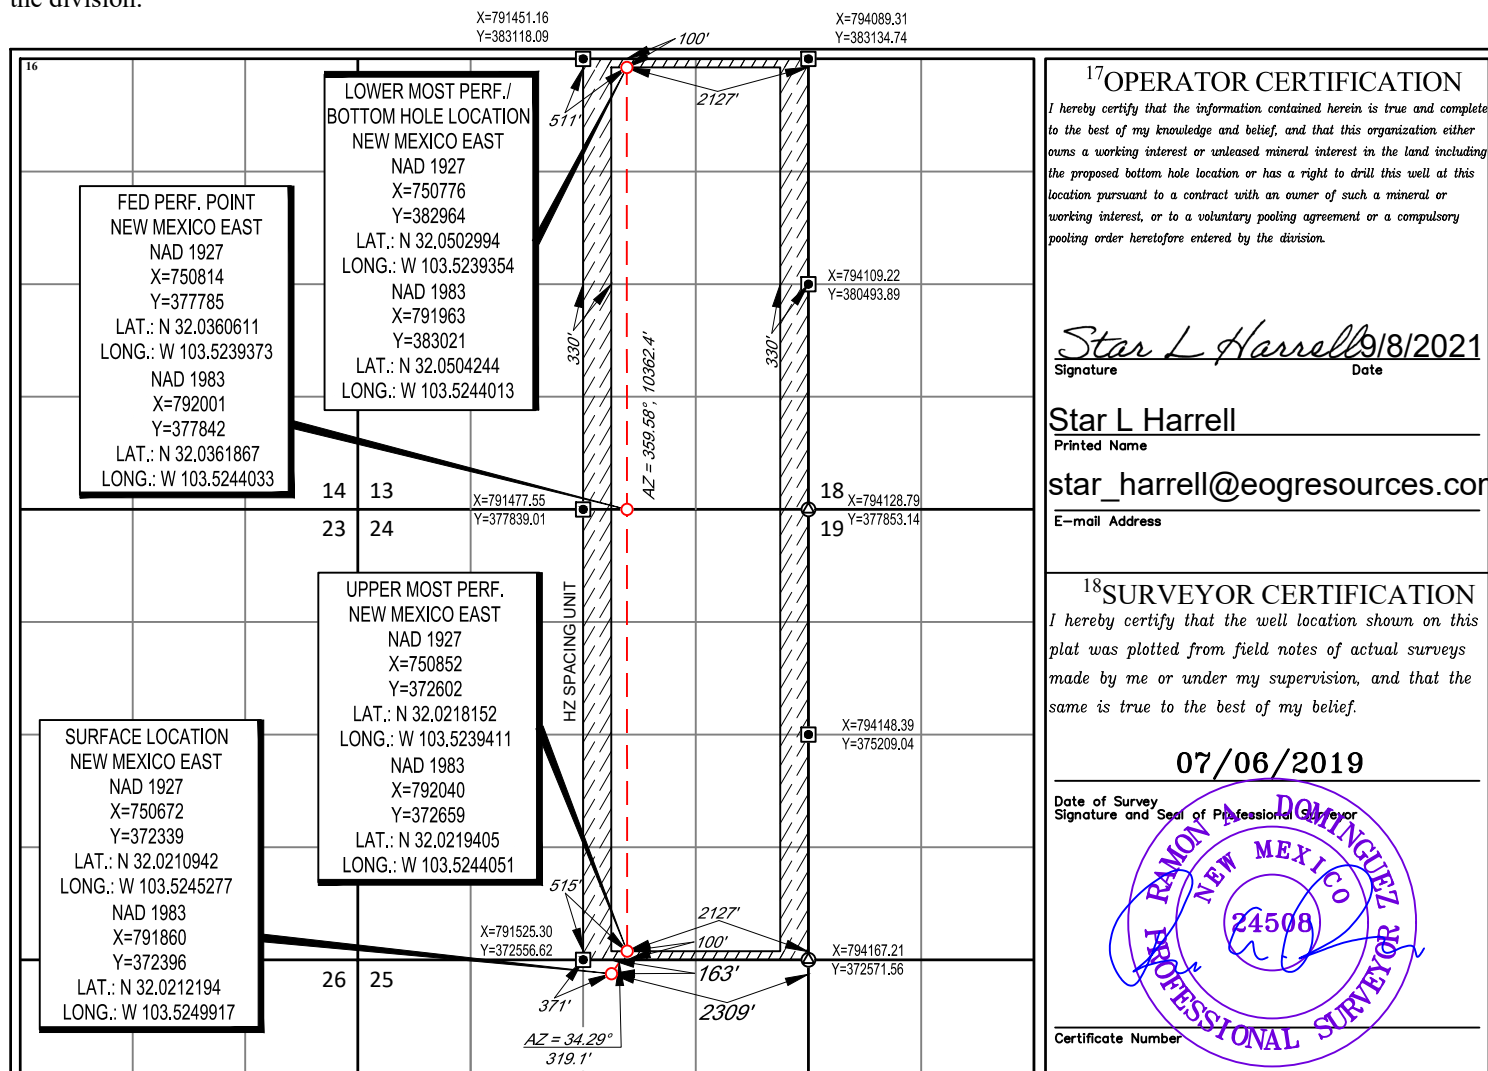 the division.
X=791451.16
Y=383118.09
X=794089.31
Y=383134.74
100'
16
2127'
511'
LOWER MOST PERF./
BOTTOM HOLE LOCATION
NEW MEXICO EAST
NAD 1927
X=750776
Y=382964
LAT.: N 32.0502994
LONG.: W 103.5239354
NAD 1983
X=791963
Y=383021
LAT.: N 32.0504244
LONG.: W 103.5244013
FED PERF. POINT
NEW MEXICO EAST
NAD 1927
X=750814
Y=377785
LAT.: N 32.0360611
LONG.: W 103.5239373
NAD 1983
X=792001
Y=377842
LAT.: N 32.0361867
LONG.: W 103.5244033
X=794109.22
Y=380493.89
330'
330'
AZ = 359.58°, 10362.4'
14 13
23 24
X=791477.55
Y=377839.01
18
19
X=794128.79
Y=377853.14
HZ SPACING UNIT
UPPER MOST PERF.
NEW MEXICO EAST
NAD 1927
X=750852
Y=372602
LAT.: N 32.0218152
LONG.: W 103.5239411
NAD 1983
X=792040
Y=372659
LAT.: N 32.0219405
LONG.: W 103.5244051
SURFACE LOCATION
NEW MEXICO EAST
NAD 1927
X=750672
Y=372339
LAT.: N 32.0210942
LONG.: W 103.5245277
NAD 1983
X=791860
Y=372396
LAT.: N 32.0212194
LONG.: W 103.5249917
X=794148.39
Y=375209.04
515'
2127'
100'
X=791525.30
Y=372556.62
X=794167.21
Y=372571.56
26 25
163'
371'
2309'
AZ = 34.29°
319.1'
17 OPERATOR CERTIFICATION
I hereby certify that the information contained herein is true and complete
to the best of my knowledge and belief, and that this organization either
owns a working interest or unleased mineral interest in the land including
the proposed bottom hole location or has a right to drill this well at this
location pursuant to a contract with an owner of such a mineral or
working interest, or to a voluntary pooling agreement or a compulsory
pooling order heretofore entered by the division.
Star L Harrell 9/8/2021
Signature Date
Star L Harrell
Printed Name
star_harrell@eogresources.com
E-mail Address
18 SURVEYOR CERTIFICATION
I hereby certify that the well location shown on this
plat was plotted from field notes of actual surveys
made by me or under my supervision, and that the
same is true to the best of my belief.
07/06/2019
Date of Survey
Signature and Seal of Professional Surveyor
RAMON A. DOMINGUEZ
NEW MEXICO
24508
PROFESSIONAL SURVEYOR
Certificate Number